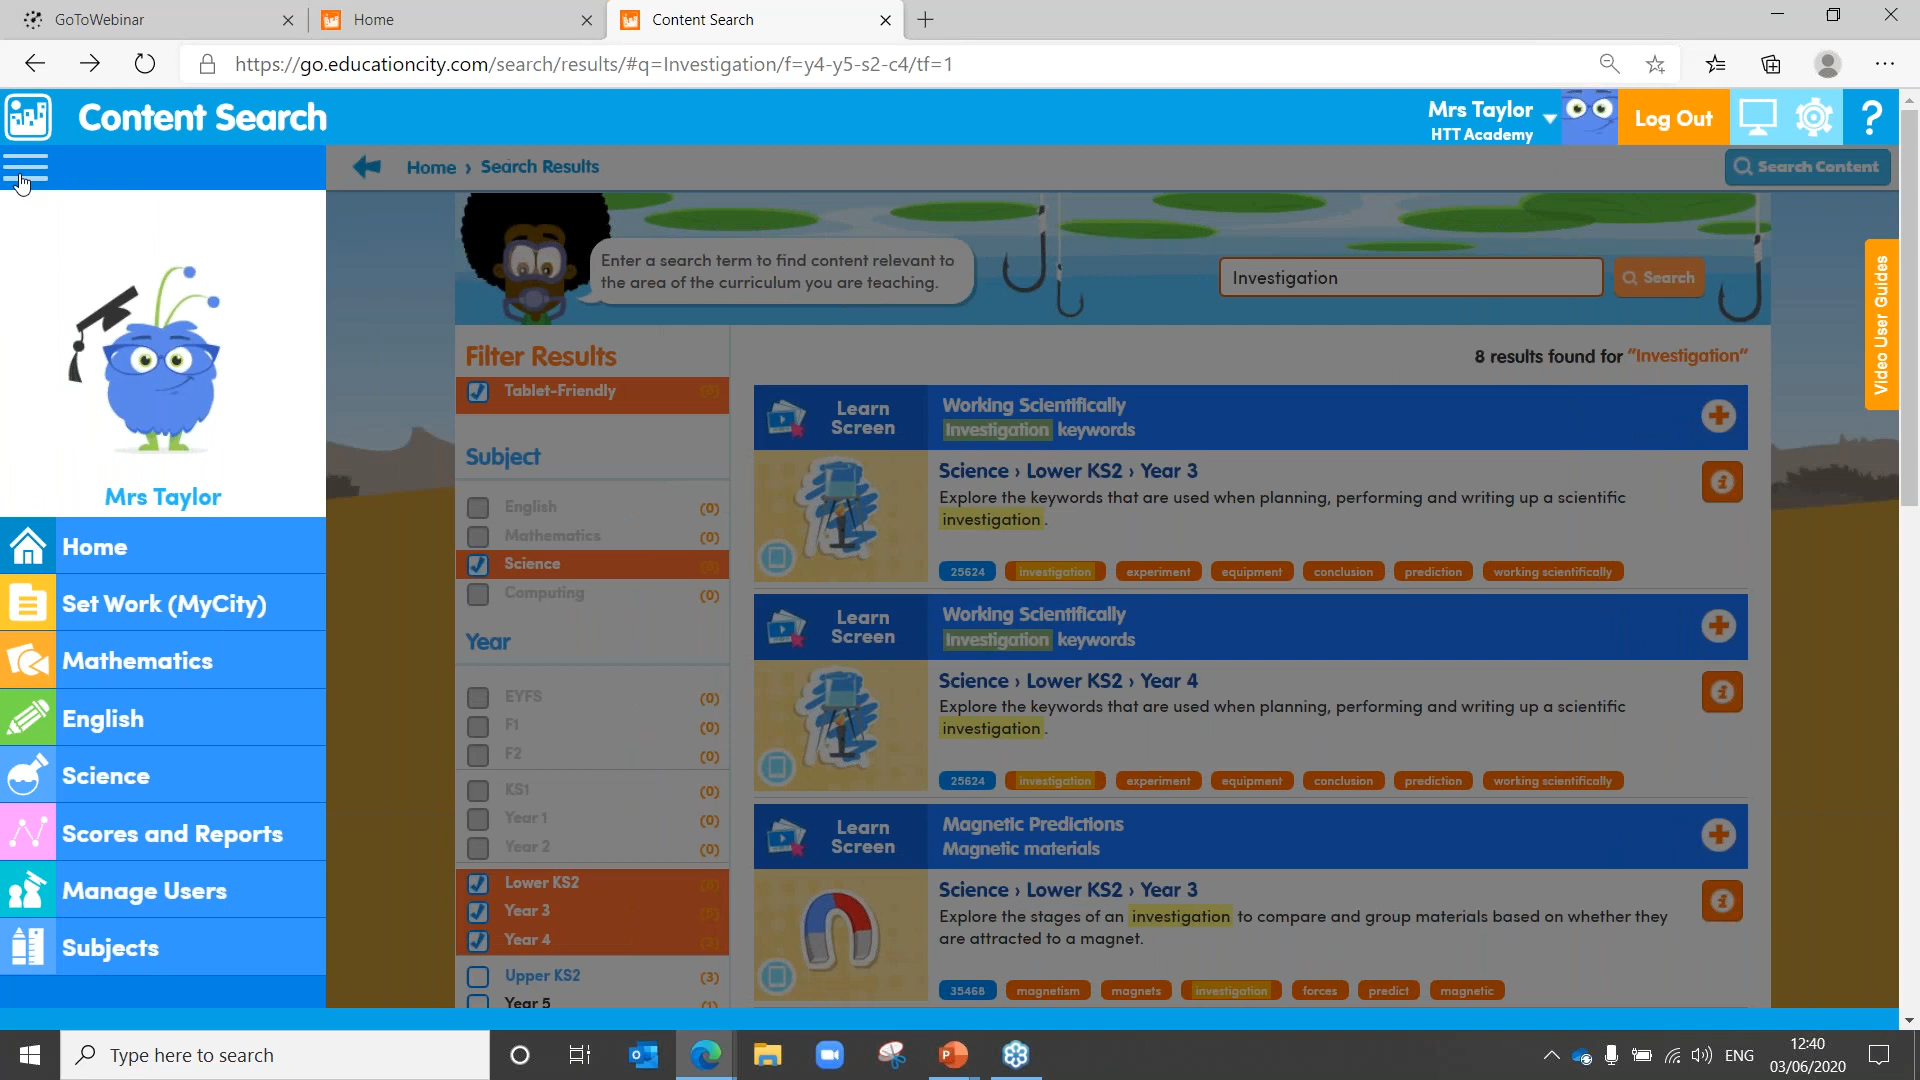 GoToWebinar
Home
Content Search
https://go.educationcity.com/search/results/#q=Investigation/f=y4-y5-s2-c4/tf=1
Content Search
Mrs Taylor
HTT Academy
Log Out
?
Home › Search Results
Search Content
Enter a search term to find content relevant to
the area of the curriculum you are teaching.
Investigation
Search
Video User Guides
Mrs Taylor
Home
Set Work (MyCity)
Mathematics
English
Science
Scores and Reports
Manage Users
Subjects
Filter Results
Tablet-Friendly
Subject
English (0)
Mathematics (0)
Science
Computing (0)
Year
EYFS (0)
F1 (0)
F2 (0)
KS1 (0)
Year 1 (0)
Year 2 (0)
Lower KS2
Year 3
Year 4
Upper KS2 (3)
Year 5 (1)
8 results found for "Investigation"
Learn
Screen
Working Scientifically
Investigation keywords
Science › Lower KS2 › Year 3
Explore the keywords that are used when planning, performing and writing up a scientific
investigation.
25624 investigation experiment equipment conclusion prediction working scientifically
Learn
Screen
Working Scientifically
Investigation keywords
Science › Lower KS2 › Year 4
Explore the keywords that are used when planning, performing and writing up a scientific
investigation.
25624 investigation experiment equipment conclusion prediction working scientifically
Learn
Screen
Magnetic Predictions
Magnetic materials
Science › Lower KS2 › Year 3
Explore the stages of an investigation to compare and group materials based on whether they
are attracted to a magnet.
35468 magnetism magnets investigation forces predict magnetic
Type here to search
ENG
12:40
03/06/2020